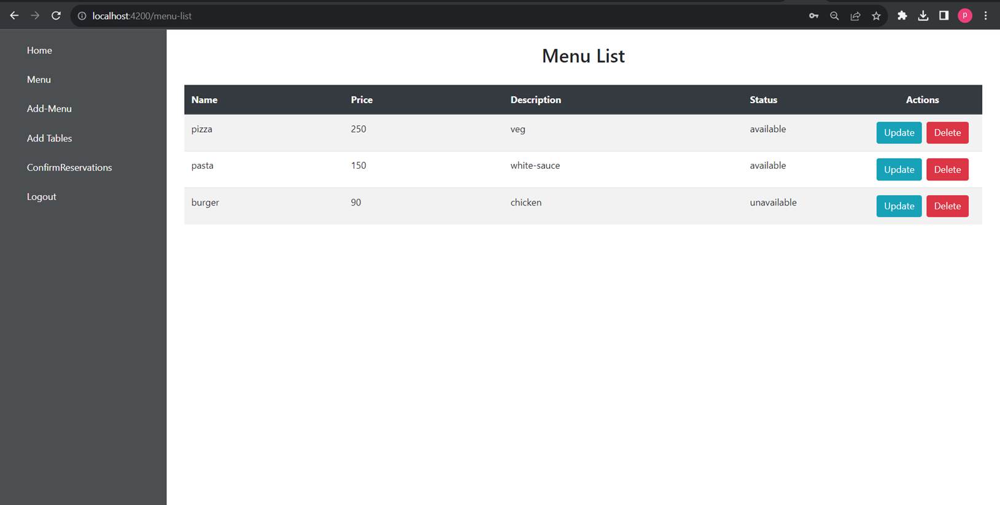 localhost:4200/menu-list
P
Home
Menu
Add-Menu
Add Tables
ConfirmReservations
Logout
Menu List
Name Price Description Status Actions
pizza 250 veg available Update Delete
pasta 150 white-sauce available Update Delete
burger 90 chicken unavailable Update Delete